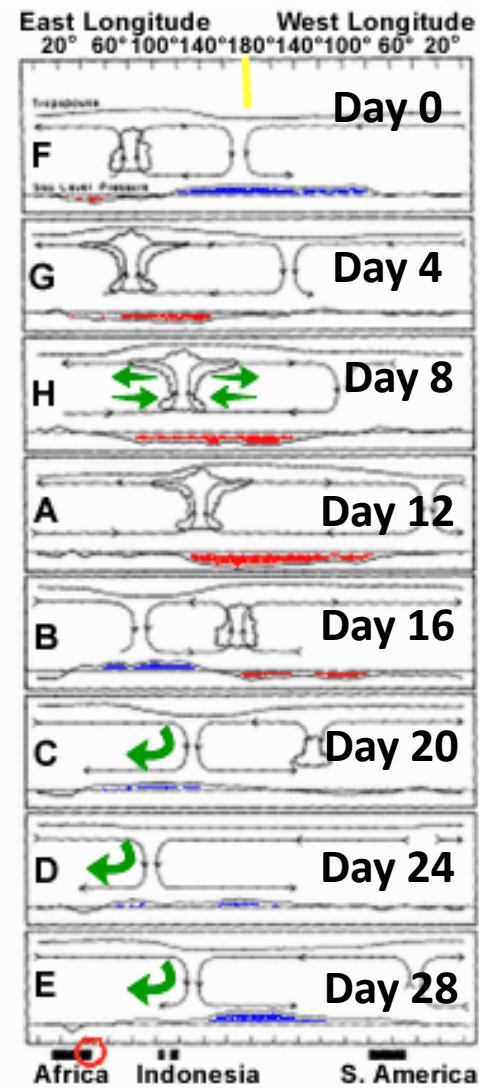 East Longitude West Longitude
20° 60° 100° 140° 180° 140° 100° 60° 20°
Tropopause
Day 0
F
Sea Level Pressure
Day 4
G
Day 8
H
A
Day 12
Day 16
B
C
Day 20
D
Day 24
E
Day 28
Africa Indonesia S. America